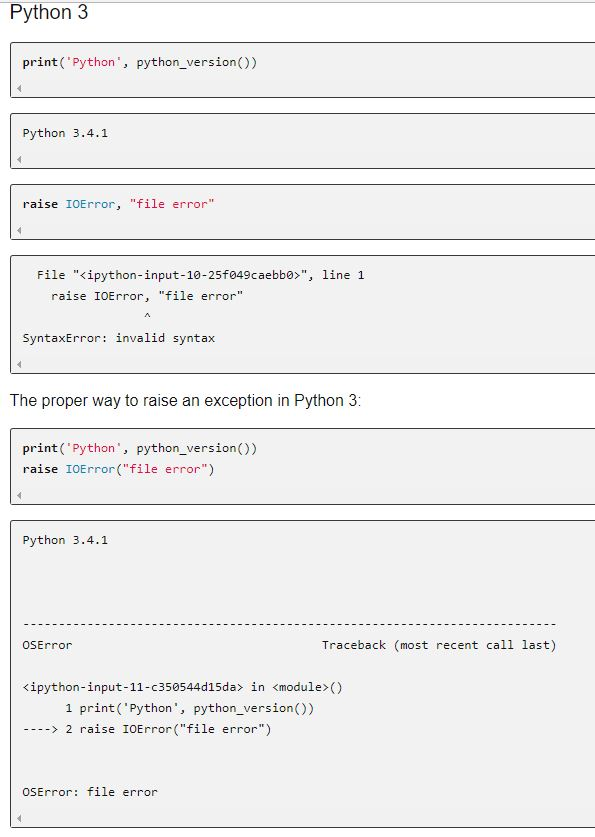 Python 3
print('Python', python_version())
Python 3.4.1
raise IOError, "file error"
File "<ipython-input-10-25f049caebb0>", line 1
raise IOError, "file error"
^
SyntaxError: invalid syntax
The proper way to raise an exception in Python 3:
print('Python', python_version())
raise IOError("file error")
Python 3.4.1
---------------------------------------------------------------------------
OSError Traceback (most recent call last)
<ipython-input-11-c350544d15da> in <module>()
1 print('Python', python_version())
----> 2 raise IOError("file error")
OSError: file error